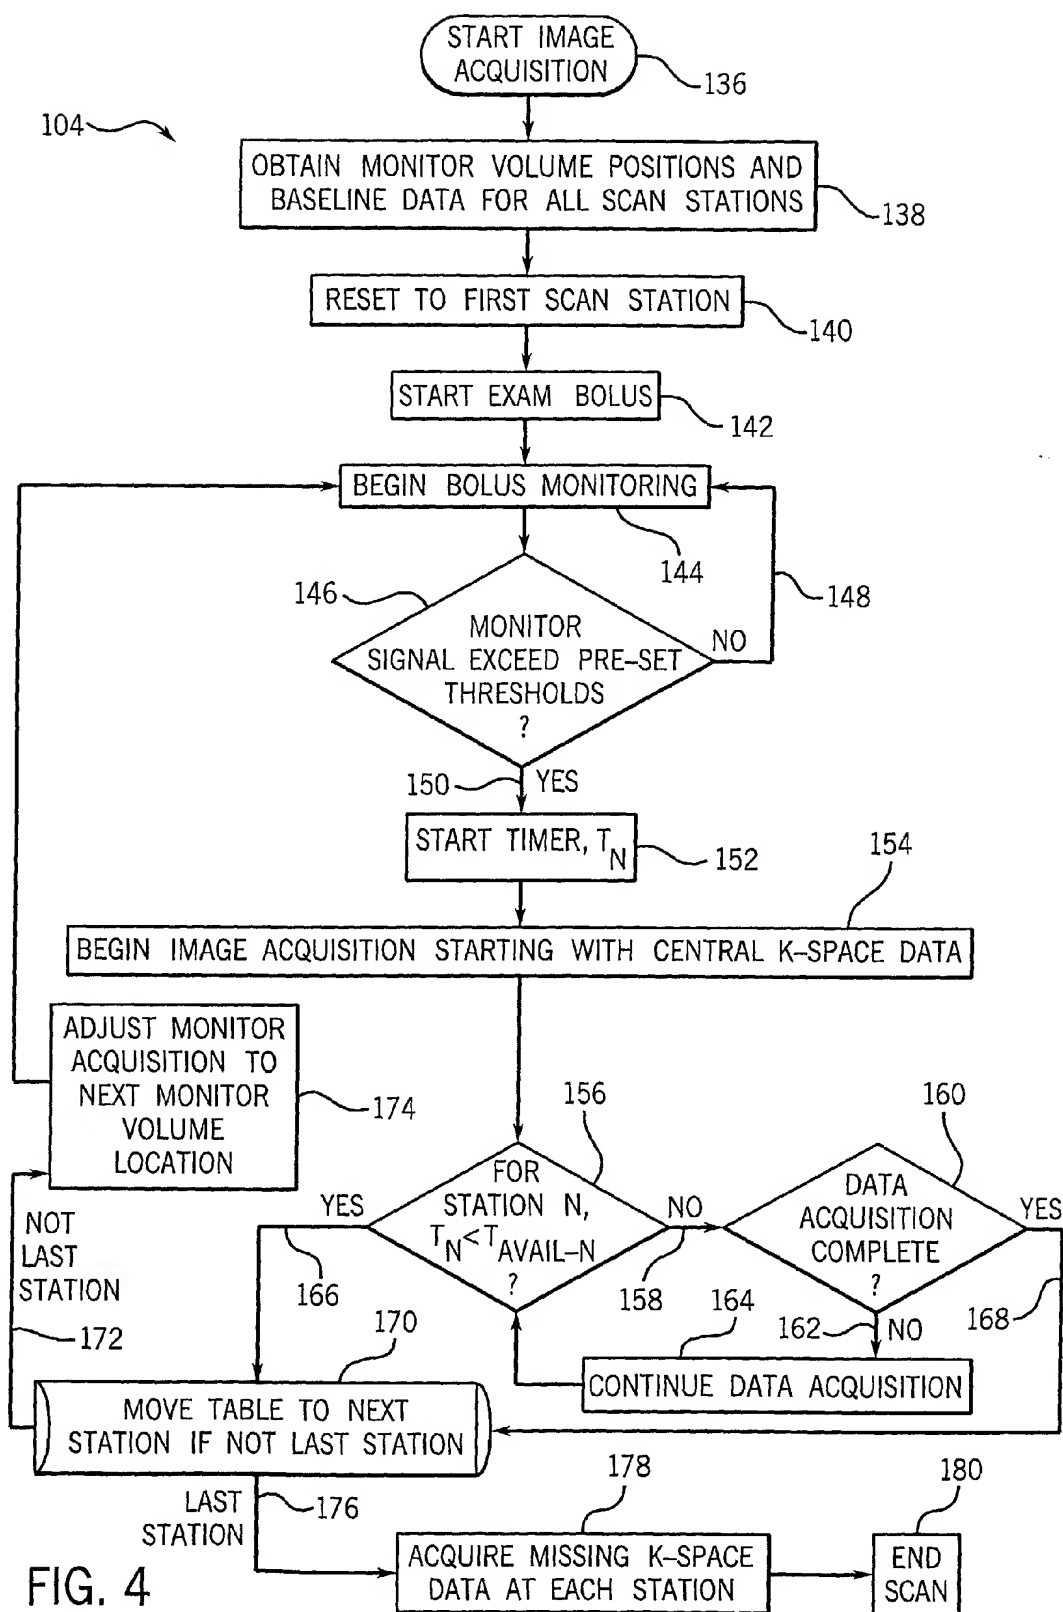 START IMAGE
ACQUISITION
136
104
OBTAIN MONITOR VOLUME POSITIONS AND
BASELINE DATA FOR ALL SCAN STATIONS
138
RESET TO FIRST SCAN STATION
140
START EXAM BOLUS
142
BEGIN BOLUS MONITORING
144
146
148
MONITOR
SIGNAL EXCEED PRE-SET
THRESHOLDS
?
NO
150
YES
START TIMER, T_N
152
154
BEGIN IMAGE ACQUISITION STARTING WITH CENTRAL K-SPACE DATA
ADJUST MONITOR
ACQUISITION TO
NEXT MONITOR
VOLUME
LOCATION
174
156
160
FOR
STATION N,
T_N<T_AVAIL-N
?
YES
NO
DATA
ACQUISITION
COMPLETE
?
YES
NOT
LAST
STATION
166
158
164
162
NO
168
172
170
CONTINUE DATA ACQUISITION
MOVE TABLE TO NEXT
STATION IF NOT LAST STATION
LAST
STATION
176
178
180
ACQUIRE MISSING K-SPACE
DATA AT EACH STATION
END
SCAN
FIG. 4